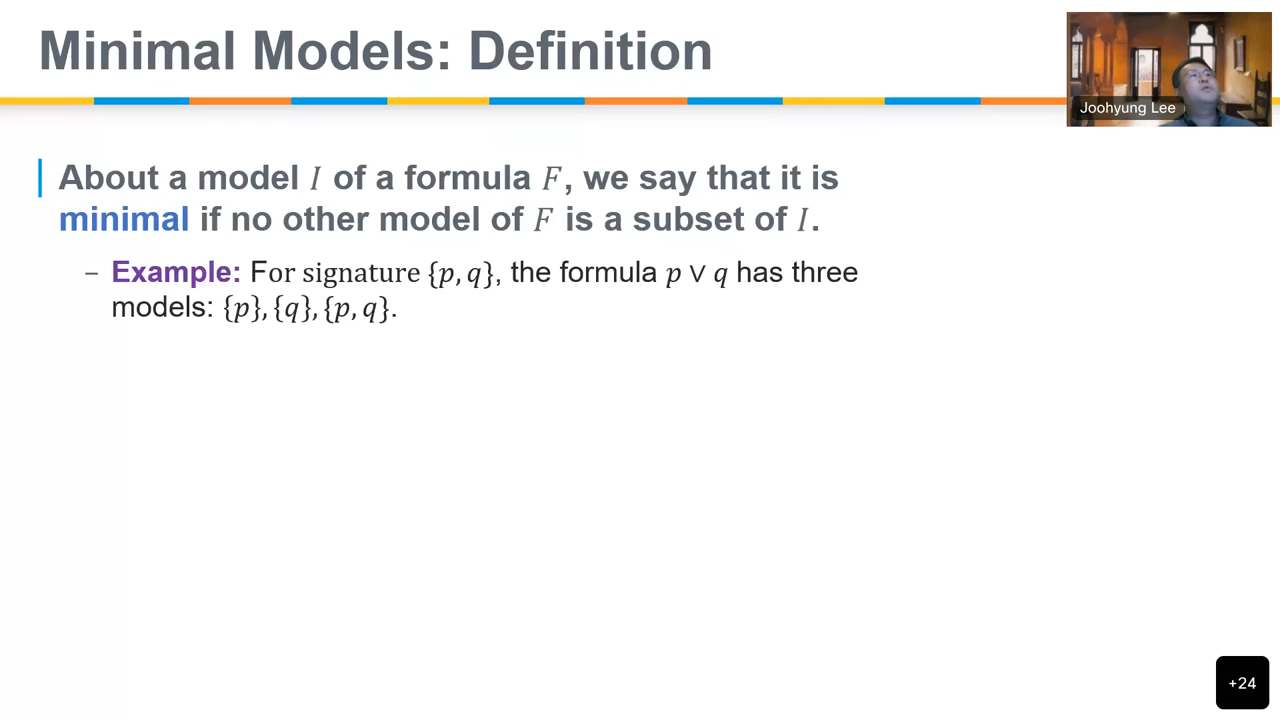 Minimal Models: Definition
Joohyung Lee
About a model 𝐼 of a formula 𝐹, we say that it is
minimal if no other model of 𝐹 is a subset of 𝐼.
– Example: For signature {𝑝, 𝑞}, the formula 𝑝 ∨ 𝑞 has three
models: {𝑝}, {𝑞}, {𝑝, 𝑞}.
+24